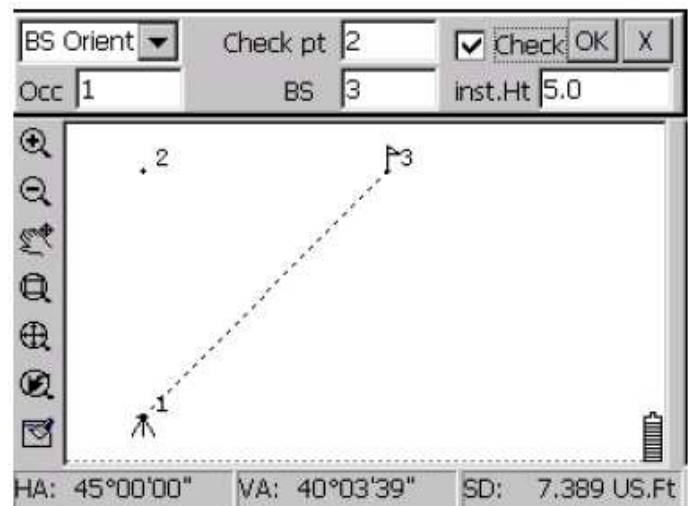 BS Orient Check pt 2 Check OK X
Occ 1 BS 3 inst.Ht 5.0
2 3
1
HA: 45°00'00" VA: 40°03'39" SD: 7.389 US.Ft